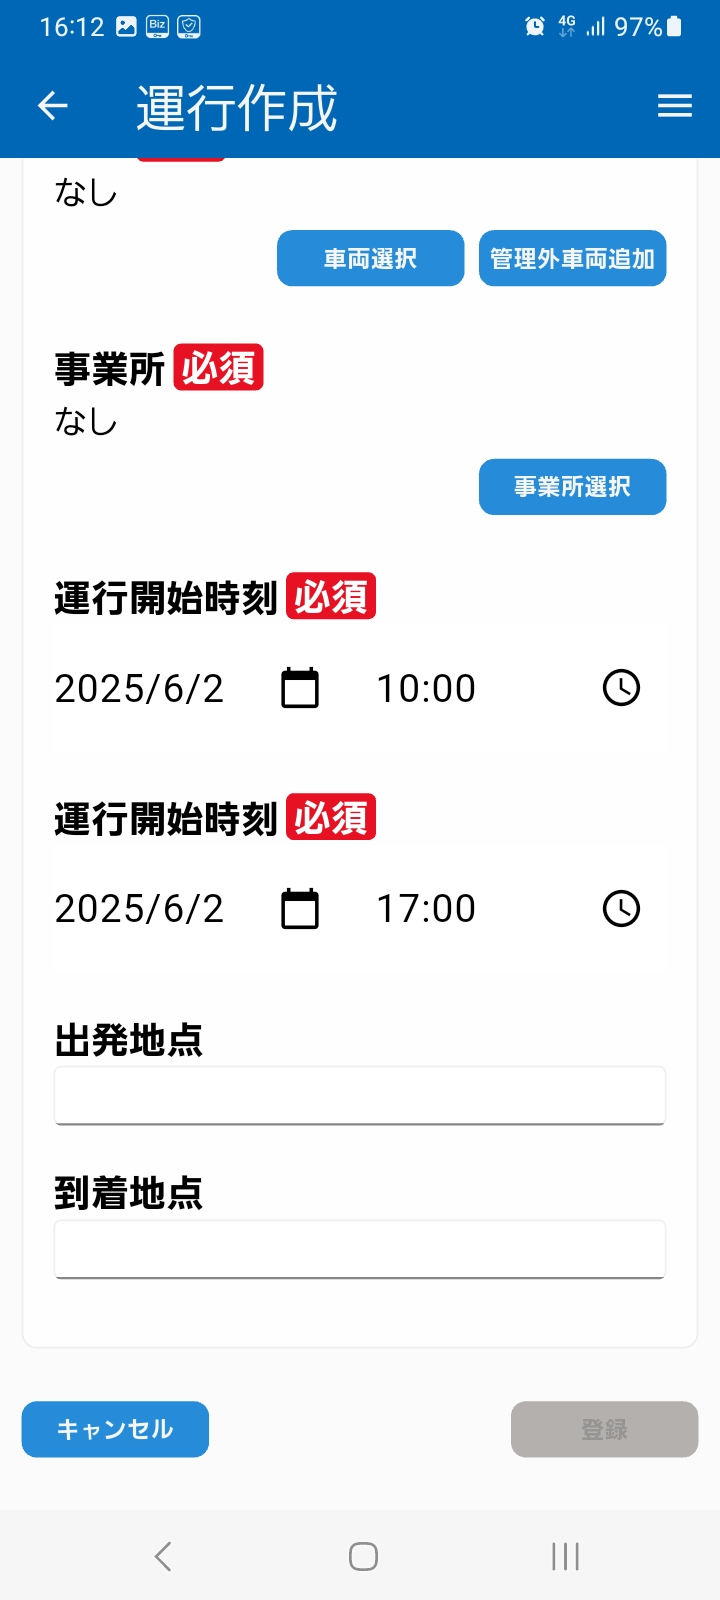 16:12 Biz 4G 97%
運行作成
なし
車両選択 管理外車両追加
事業所 必須
なし
事業所選択
運行開始時刻 必須
2025/6/2 10:00
運行開始時刻 必須
2025/6/2 17:00
出発地点
到着地点
キャンセル 登録